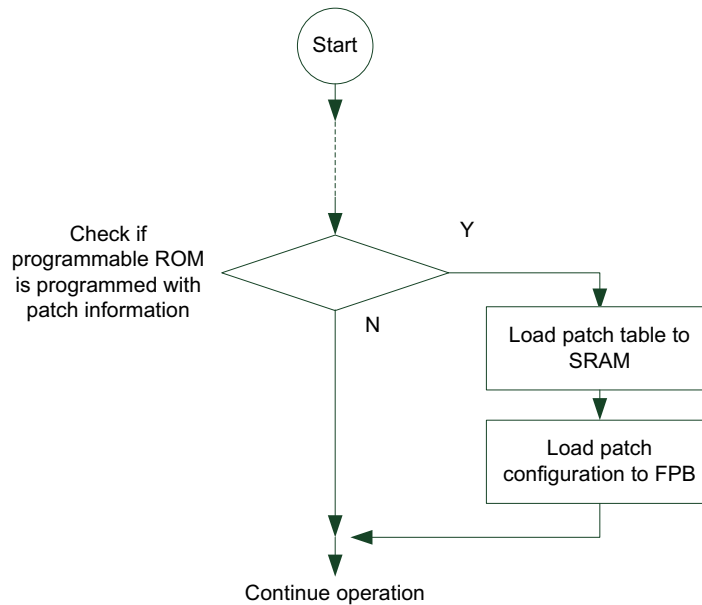 Start
Check if
programmable ROM
is programmed with
patch information
Y
N
Load patch table to
SRAM
Load patch
configuration to FPB
Continue operation